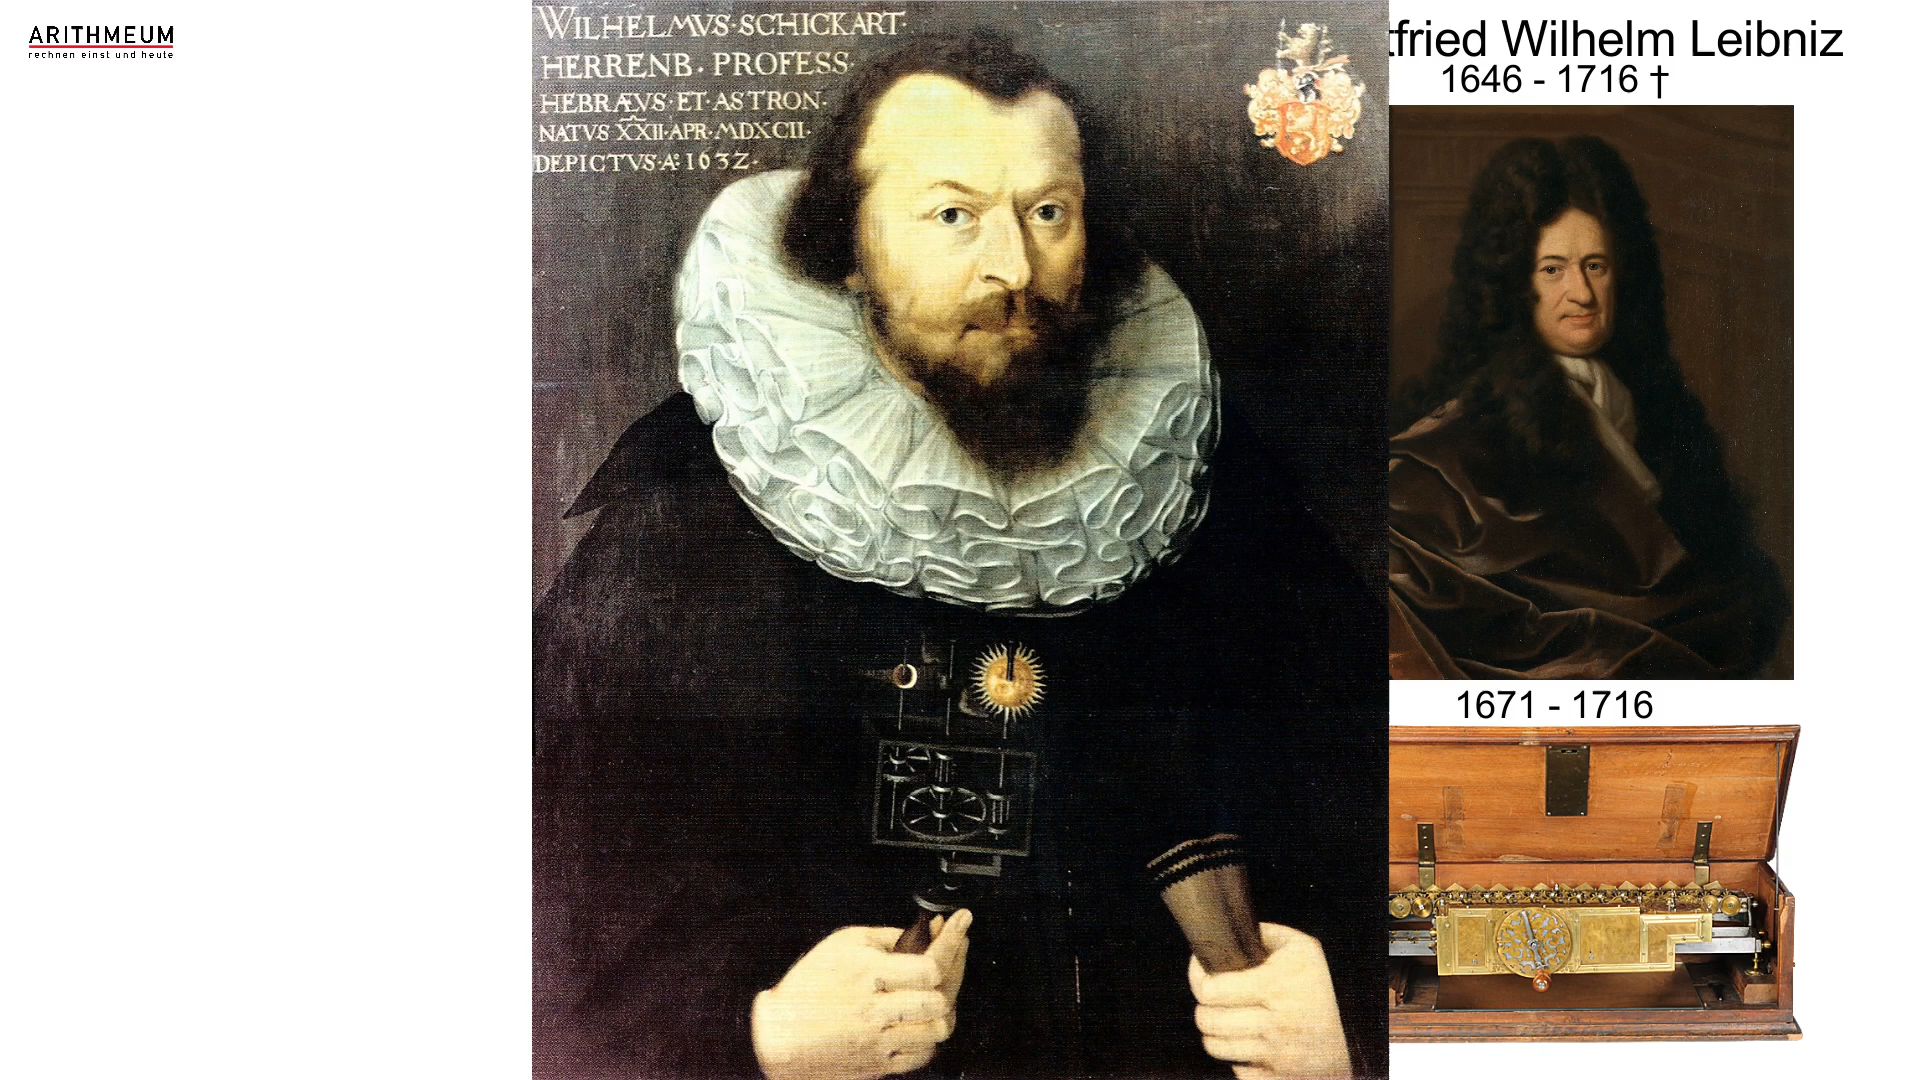 ARITHMEUM
rechnen einst und heute
WILHELMVS·SCHICKART·
HERRENB. PROFESS·
HEBRÆVS·ET·ASTRON·
NATVS XXII·APR·MDXCII·
DEPICTVS·A:1632·
tfried Wilhelm Leibniz
1646 - 1716 †
1671 - 1716